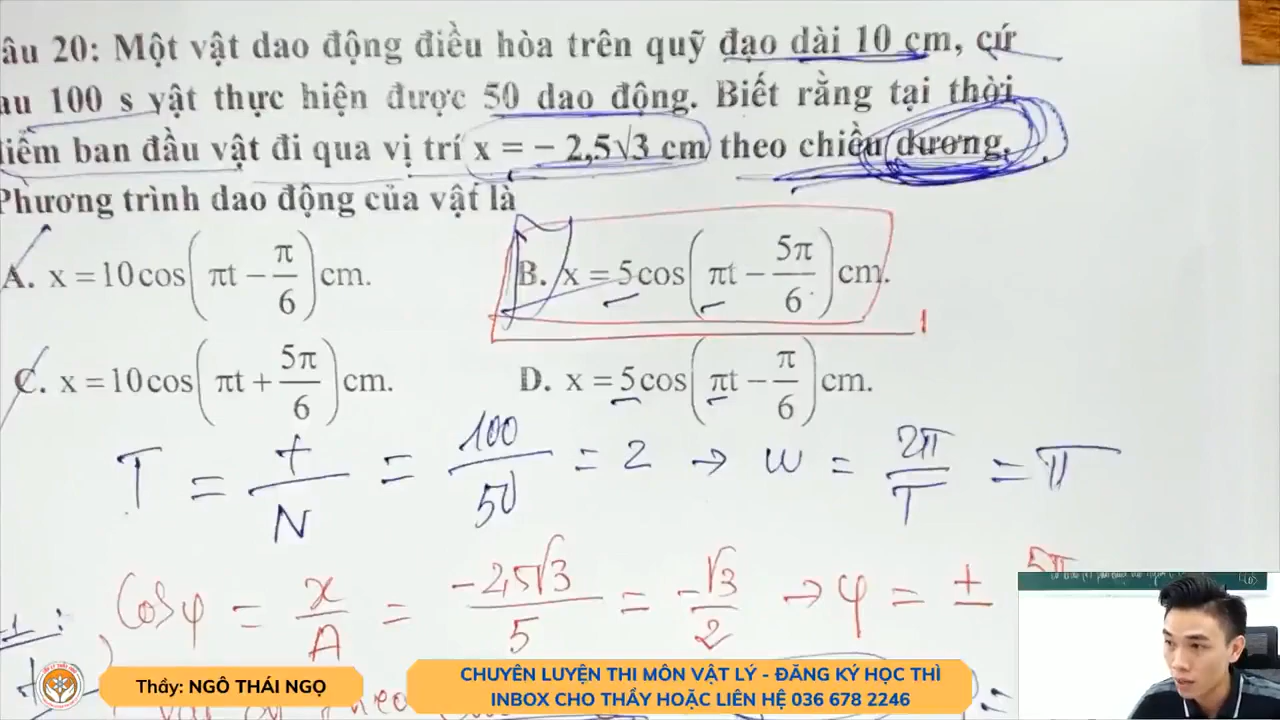 âu 20: Một vật dao động điều hòa trên quỹ đạo dài 10 cm, cứ
au 100 s vật thực hiện được 50 dao động. Biết rằng tại thời
điểm ban đầu vật đi qua vị trí x = – 2,5√3 cm theo chiều dương.
Phương trình dao động của vật là
A. x = 10cos(πt − π/6) cm.
B. x = 5cos(πt − 5π/6) cm.
C. x = 10cos(πt + 5π/6) cm.
D. x = 5cos(πt − π/6) cm.
T = t/N = 100/50 = 2 → ω = 2π/T = π
cosφ = x/A = -2,5√3/5 = -√3/2 → φ = ± 5π
Thầy: NGÔ THÁI NGỌ
CHUYÊN LUYỆN THI MÔN VẬT LÝ - ĐĂNG KÝ HỌC THÌ
INBOX CHO THẦY HOẶC LIÊN HỆ 036 678 2246